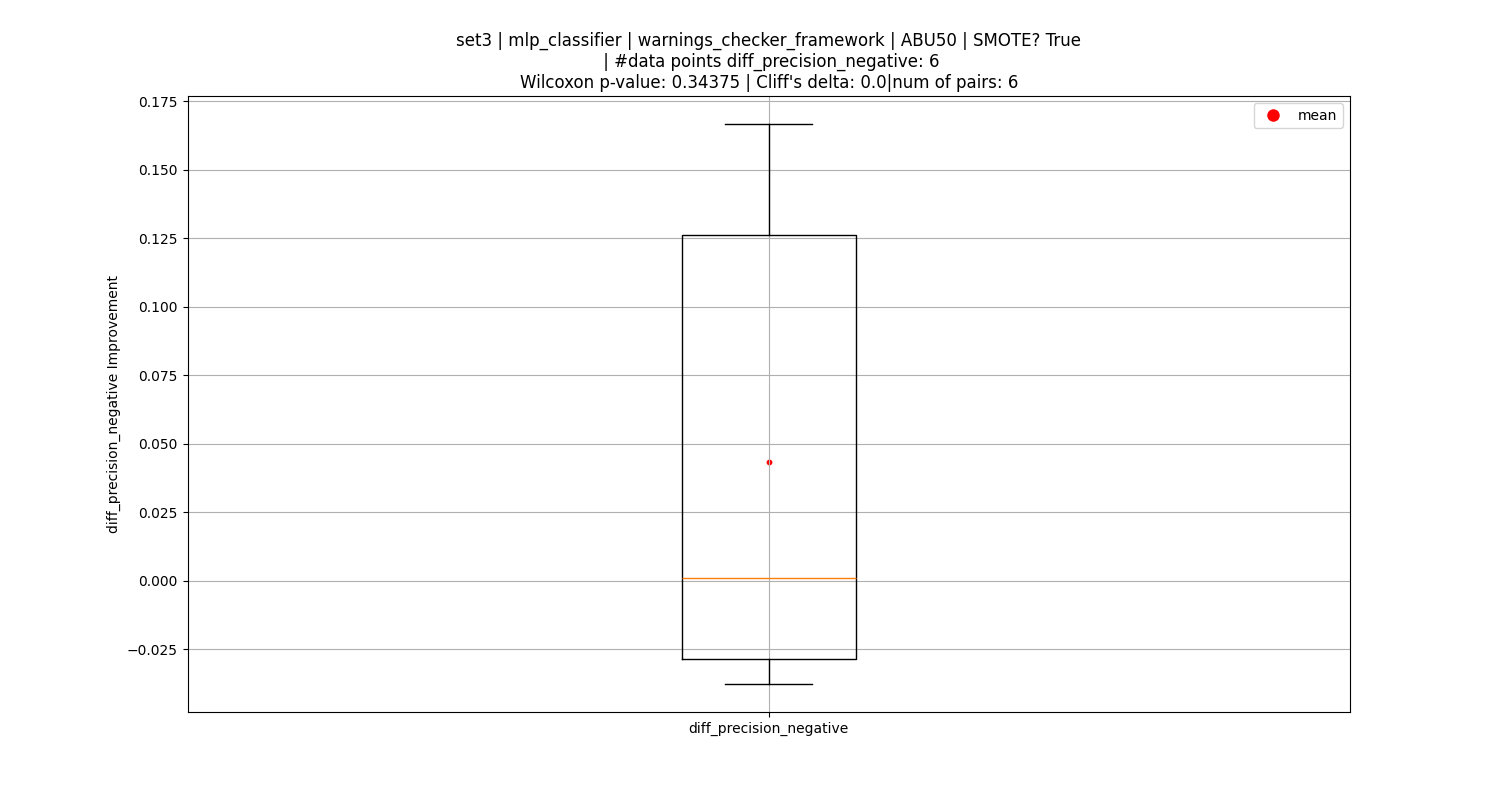 set3 | mlp_classifier | warnings_checker_framework | ABU50 | SMOTE? True
| #data points diff_precision_negative: 6
Wilcoxon p-value: 0.34375 | Cliff's delta: 0.0|num of pairs: 6
mean
0.175
0.150
0.125
0.100
0.075
0.050
0.025
0.000
−0.025
diff_precision_negative Improvement
diff_precision_negative